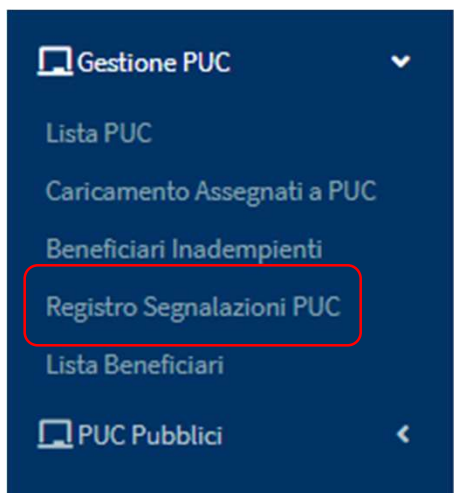 Gestione PUC
Lista PUC
Caricamento Assegnati a PUC
Beneficiari Inadempienti
Registro Segnalazioni PUC
Lista Beneficiari
PUC Pubblici